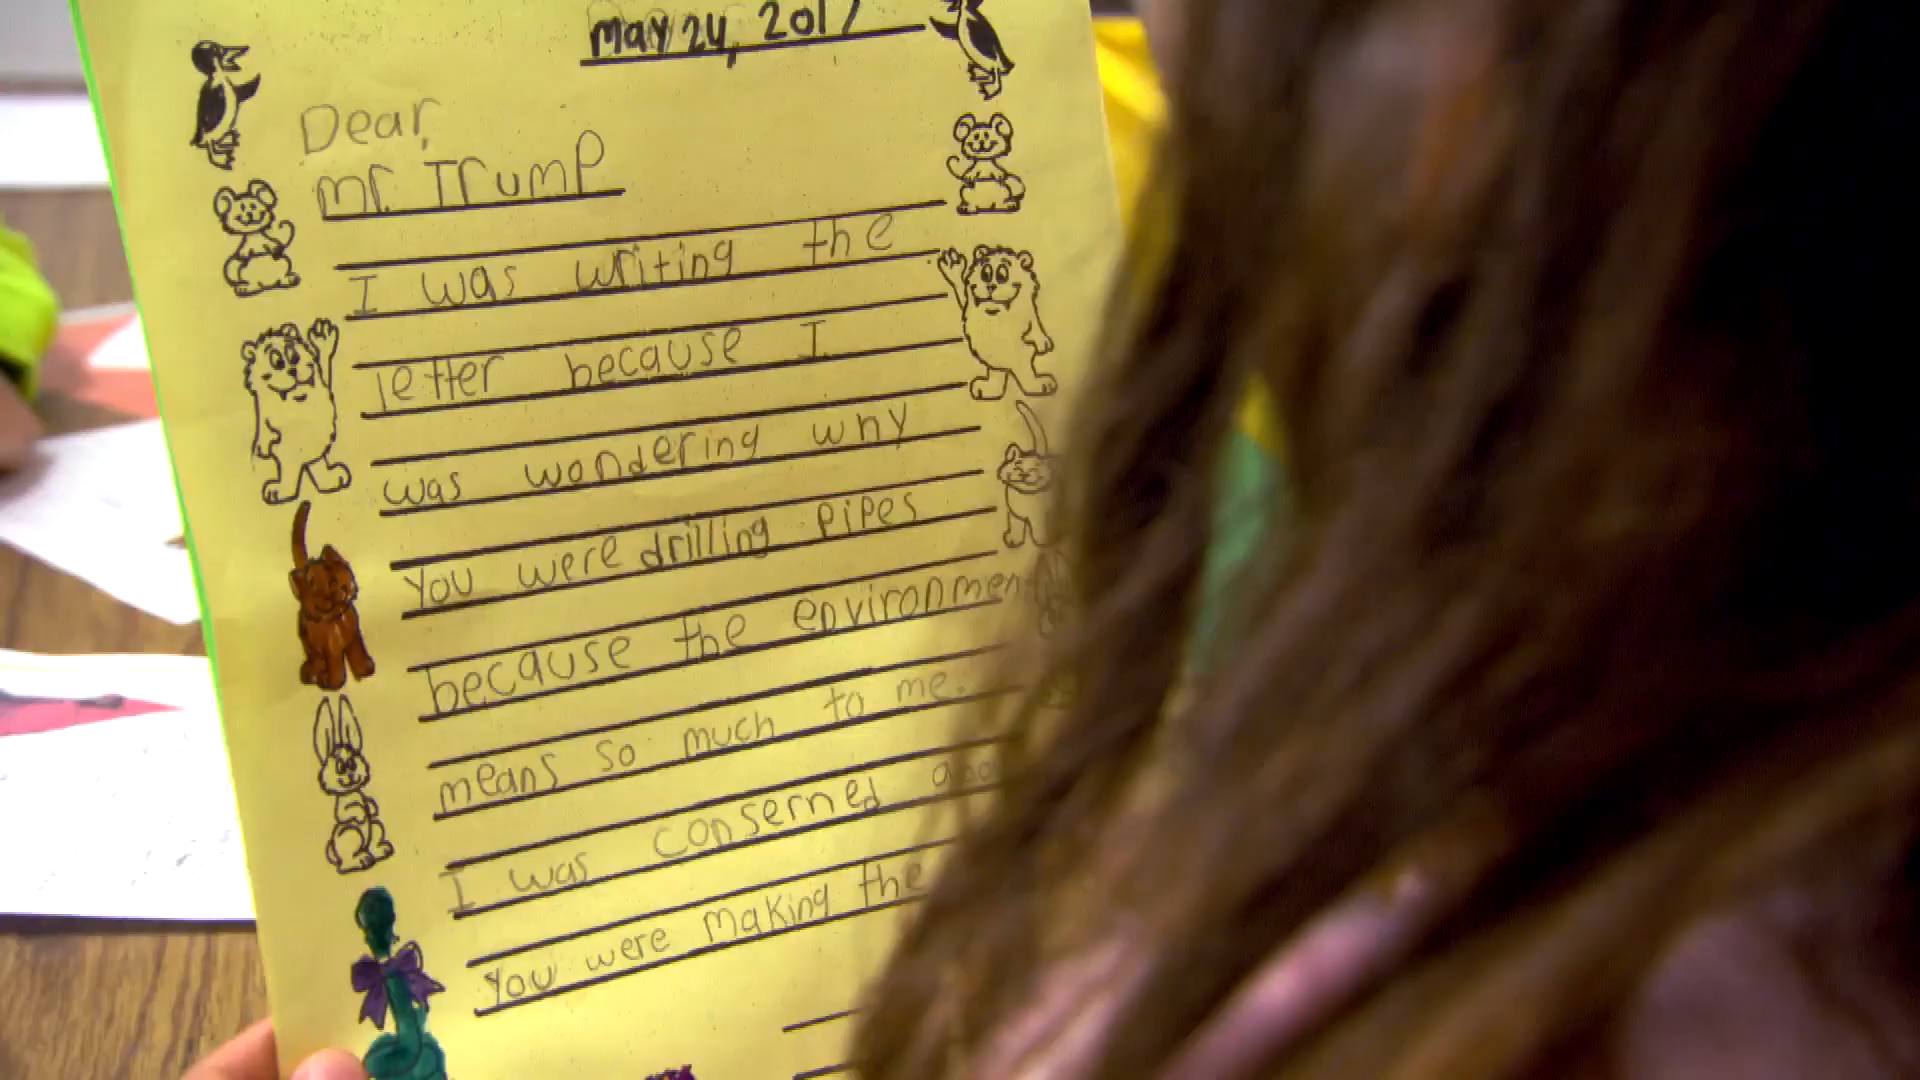 May 24, 2017
Dear,
Mr. Trump
I was writing the
letter because I
was wondering why
you were drilling pipes
because the environment
means so much to me.
I was conserned
you were making the